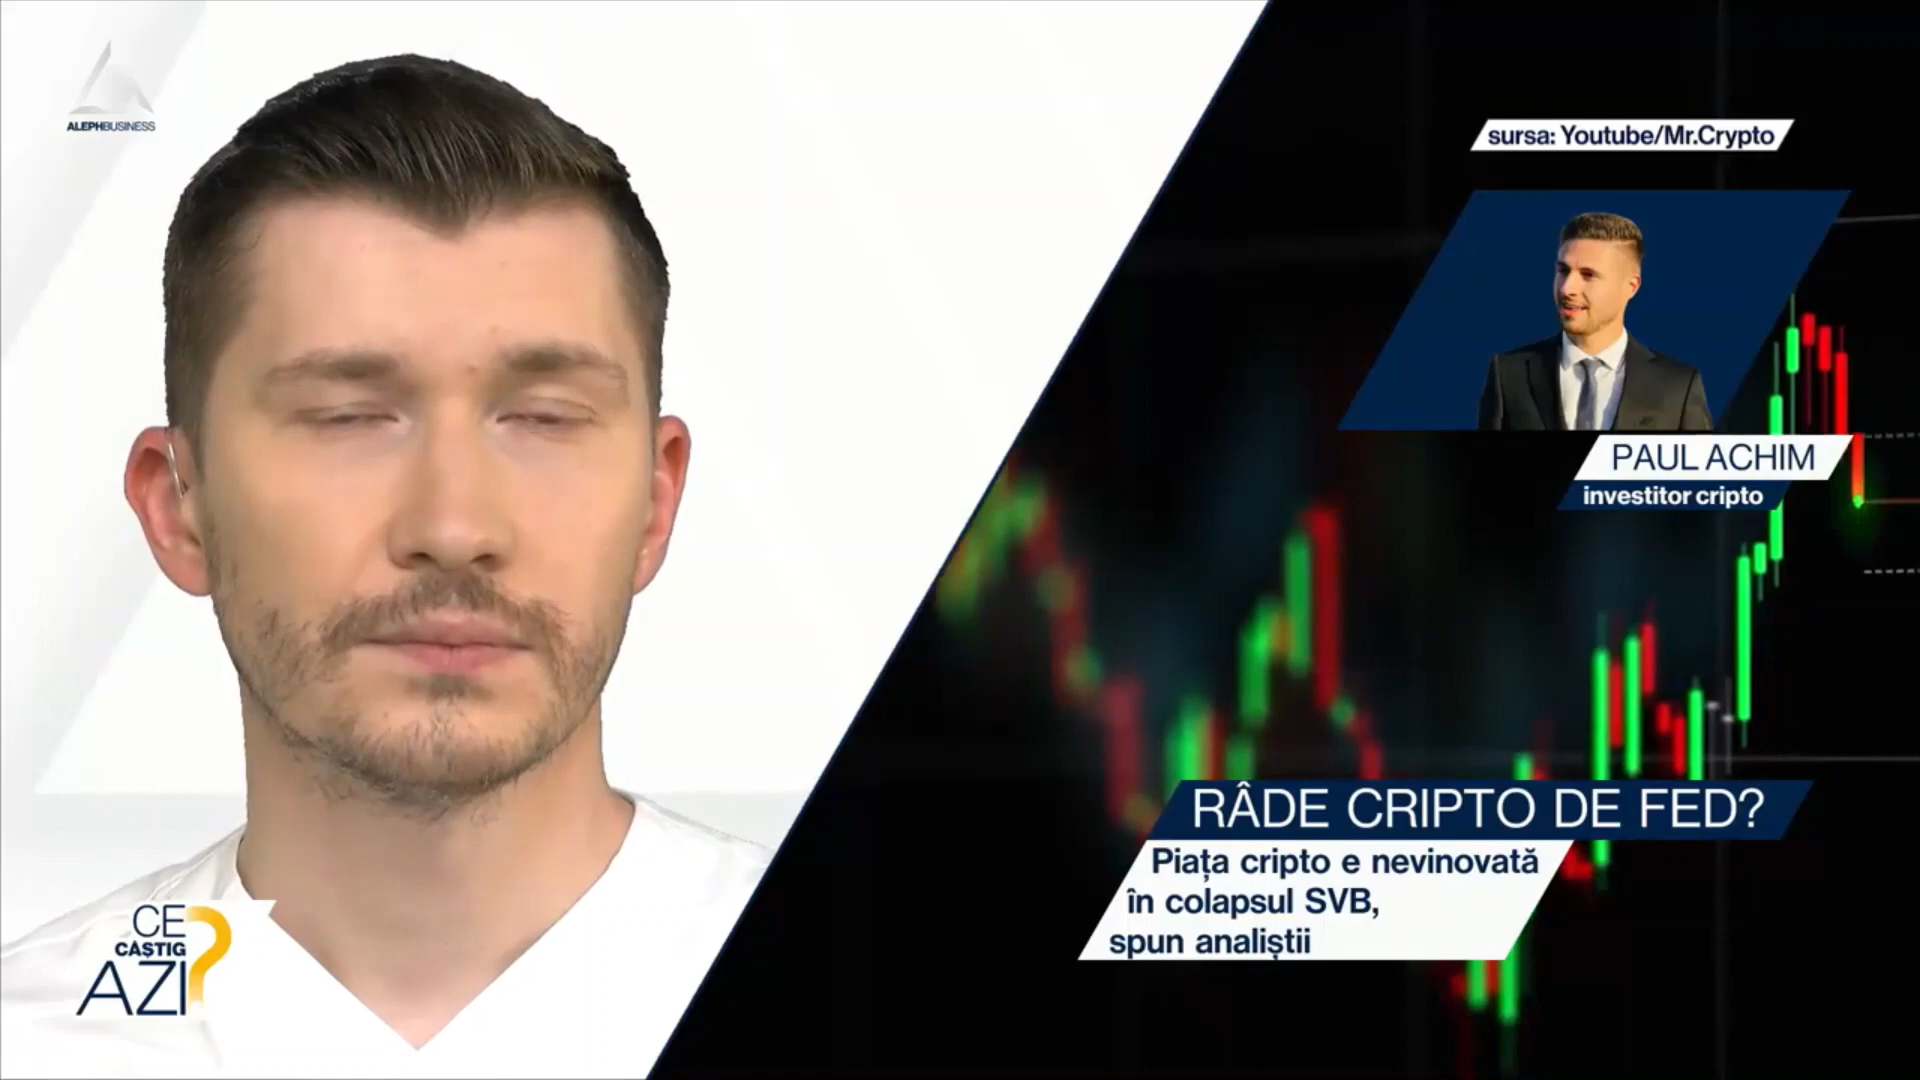 ALEPHBUSINESS
sursa: Youtube/Mr.Crypto
PAUL ACHIM
investitor cripto
RÂDE CRIPTO DE FED?
Piața cripto e nevinovată
în colapsul SVB,
spun analiștii
CE
CÂȘTIG
AZI?